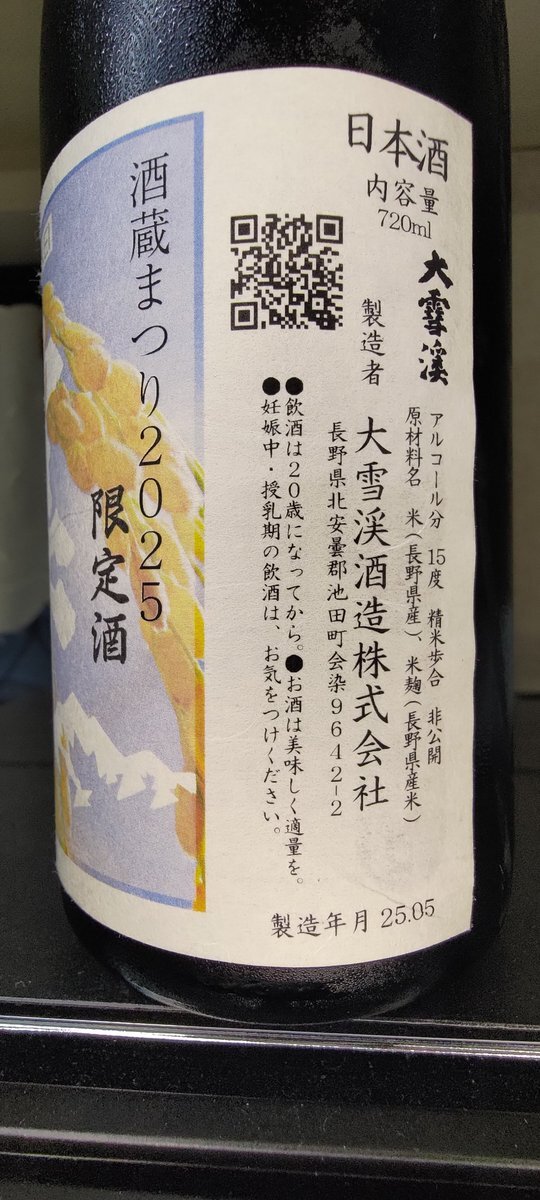 日本酒
内容量
720ml
大雪渓
アルコール分 15度 精米歩合 非公開
原材料名 米(長野県産)、米麹(長野県産米)
製造者 大雪渓酒造株式会社
長野県北安曇郡池田町会染9642-2
●飲酒は20歳になってから。●お酒は美味しく適量を。
●妊娠中・授乳期の飲酒は、お気をつけください。
製造年月 25.05
酒蔵まつり2025
限定酒